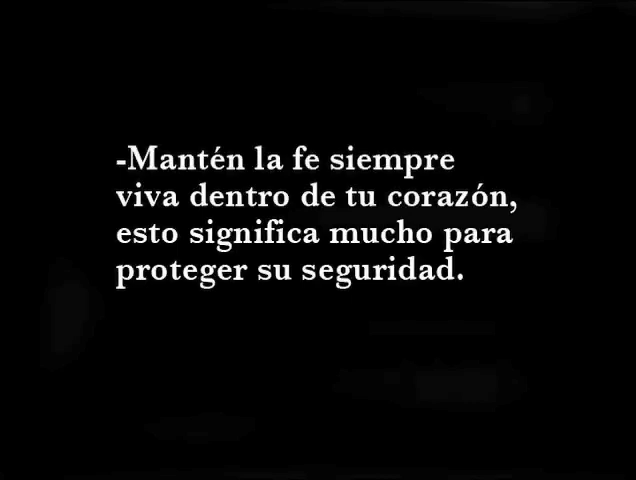 -Mantén la fe siempre
viva dentro de tu corazón,
esto significa mucho para
proteger su seguridad.